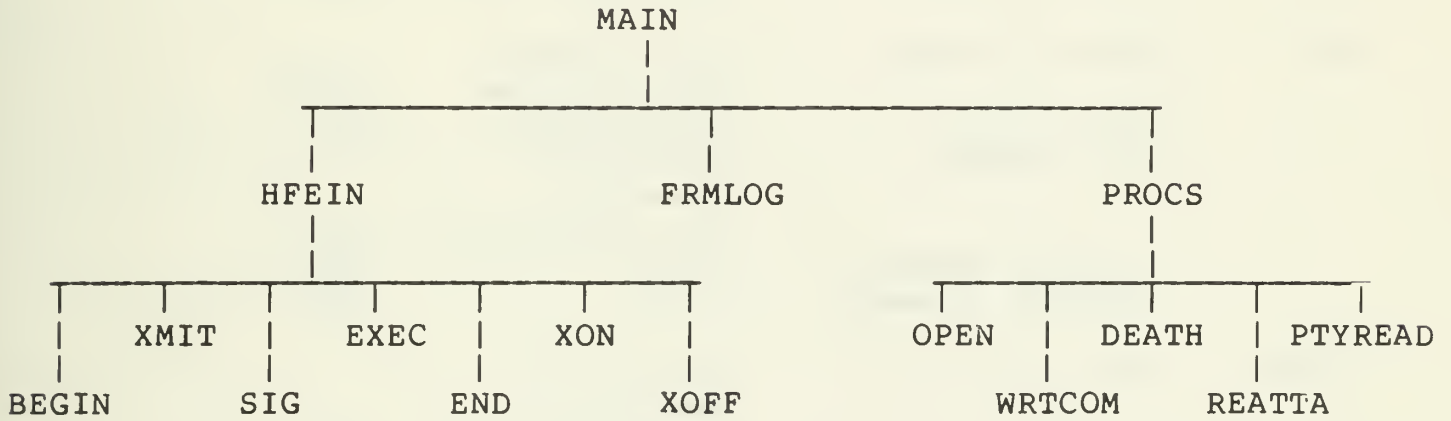 MAIN
HFEIN FRMLOG PROCS
XMIT EXEC XON OPEN DEATH PTYREAD
BEGIN SIG END XOFF WRTCOM REATTA